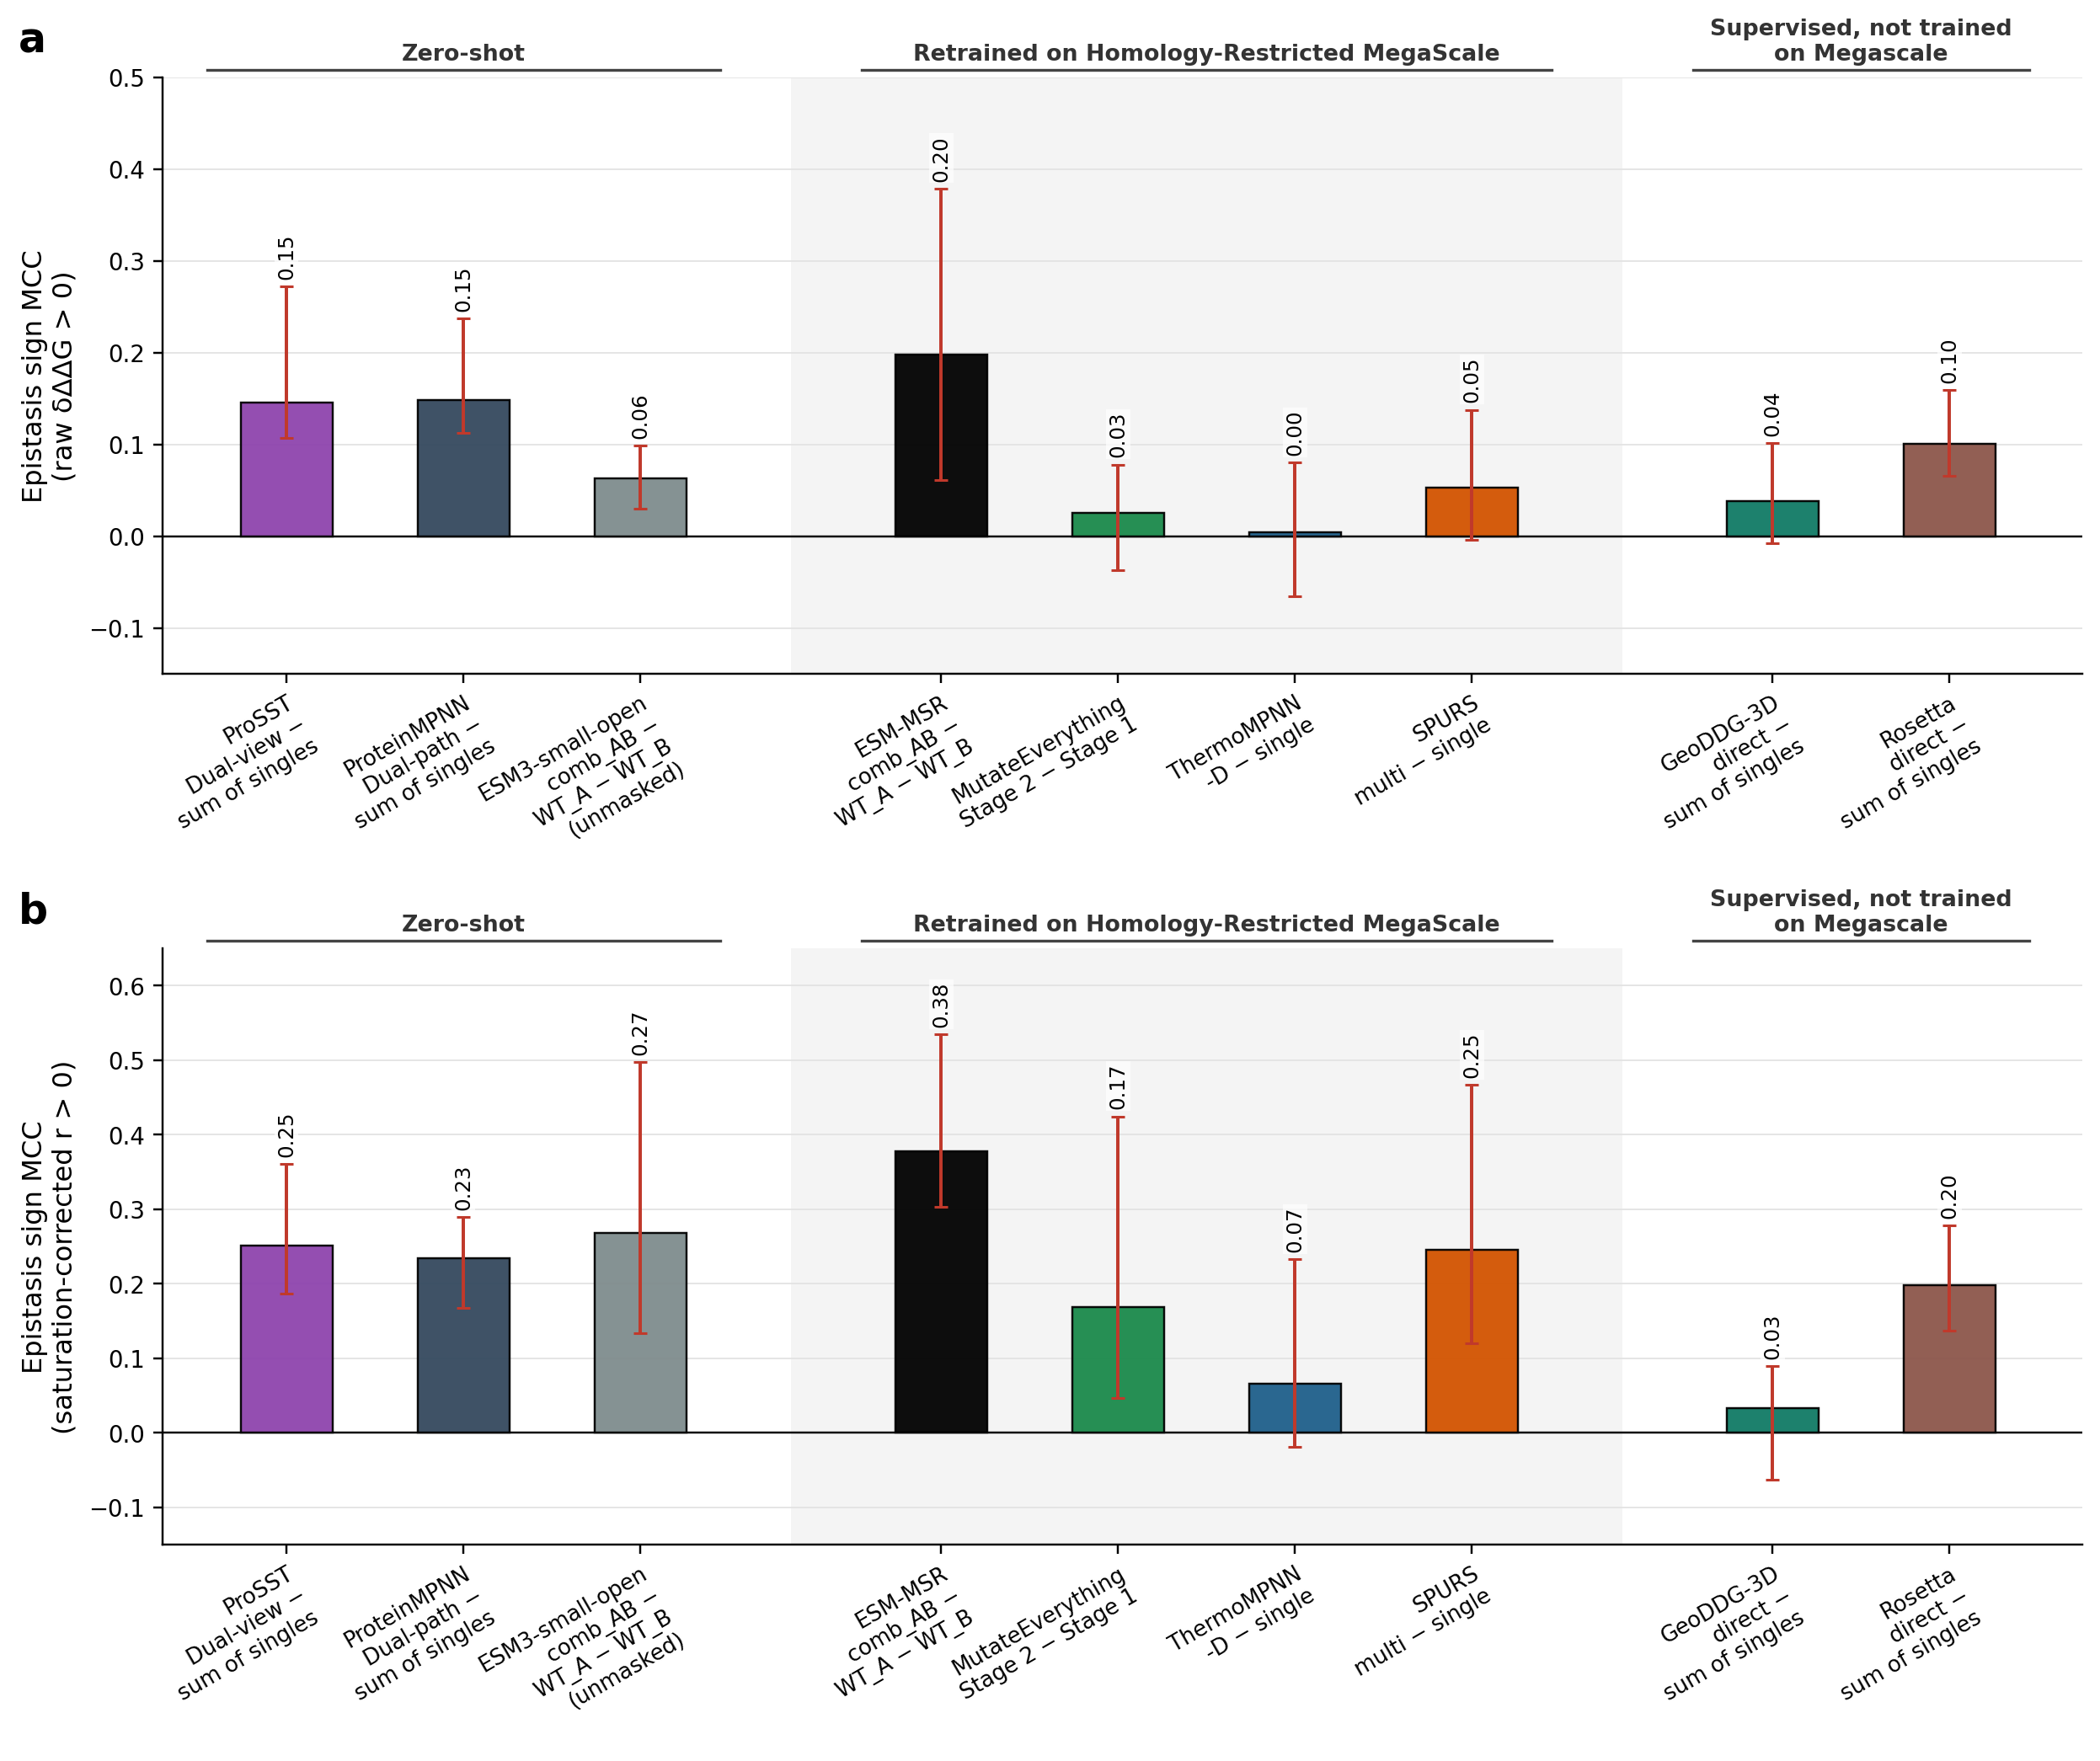 a
Zero-shot
Retrained on Homology-Restricted MegaScale
Supervised, not trained
on Megascale
Epistasis sign MCC
(raw δΔΔG > 0)
0.5
0.4
0.3
0.2
0.1
0.0
−0.1
0.15
0.15
0.06
0.20
0.03
0.00
0.05
0.04
0.10
ProSST
Dual-view −
sum of singles
ProteinMPNN
Dual-path −
sum of singles
ESM3-small-open
comb_AB −
WT_A − WT_B
(unmasked)
ESM-MSR
comb_AB −
WT_A − WT_B
MutateEverything
Stage 2 − Stage 1
ThermoMPNN
-D − single
SPURS
multi − single
GeoDDG-3D
direct −
sum of singles
Rosetta
direct −
sum of singles
b
Zero-shot
Retrained on Homology-Restricted MegaScale
Supervised, not trained
on Megascale
Epistasis sign MCC
(saturation-corrected r > 0)
0.6
0.5
0.4
0.3
0.2
0.1
0.0
−0.1
0.25
0.23
0.27
0.38
0.17
0.07
0.25
0.03
0.20
ProSST
Dual-view −
sum of singles
ProteinMPNN
Dual-path −
sum of singles
ESM3-small-open
comb_AB −
WT_A − WT_B
(unmasked)
ESM-MSR
comb_AB −
WT_A − WT_B
MutateEverything
Stage 2 − Stage 1
ThermoMPNN
-D − single
SPURS
multi − single
GeoDDG-3D
direct −
sum of singles
Rosetta
direct −
sum of singles